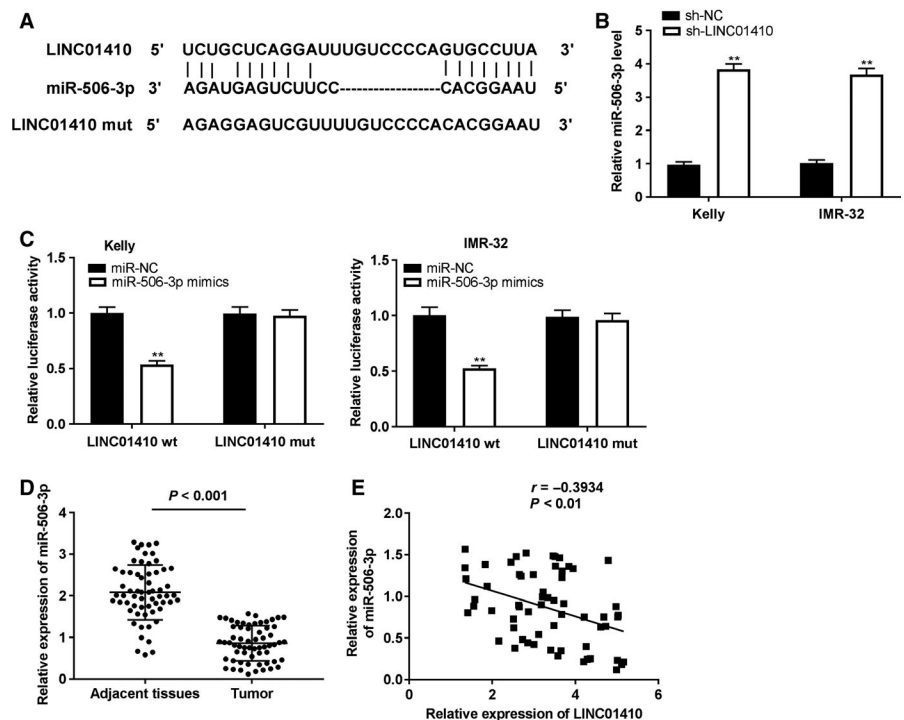 A
LINC01410 5' UCUGCUCAGGAUUUGUCCCCAGUGCCUUA 3'
miR-506-3p 3' AGAUGAGUCUUCC----------------CACGGAAU 5'
LINC01410 mut 5' AGAGGAGUCGUUUUGUCCCCACACGGAAU 3'
B
sh-NC
sh-LINC01410
Relative miR-506-3p level
5
4
3
2
1
0
**
**
Kelly
IMR-32
C
Kelly
miR-NC
miR-506-3p mimics
Relative luciferase activity
1.5
1.0
0.5
0.0
**
LINC01410 wt
LINC01410 mut
IMR-32
miR-NC
miR-506-3p mimics
Relative luciferase activity
1.5
1.0
0.5
0.0
**
LINC01410 wt
LINC01410 mut
D
P < 0.001
Relative expression of miR-506-3p
4
3
2
1
0
Adjacent tissues
Tumor
E
r = –0.3934
P < 0.01
Relative expression
of miR-506-3p
2.0
1.5
1.0
0.5
0.0
0
2
4
6
Relative expression of LINC01410